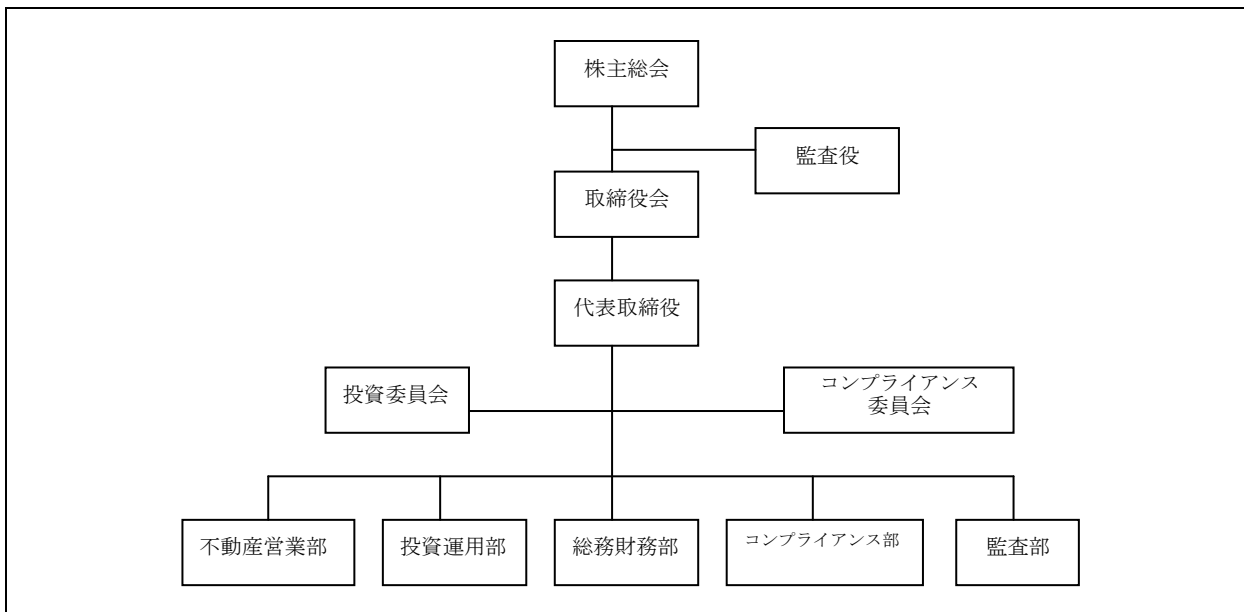 株主総会
監査役
取締役会
代表取締役
投資委員会
コンプライアンス
委員会
不動産営業部
投資運用部
総務財務部
コンプライアンス部
監査部